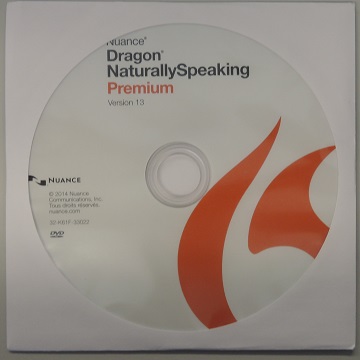 Nuance®
Dragon®
NaturallySpeaking
Premium
Version 13
NUANCE
© 2014 Nuance
Communications, Inc.
Tous droits réservés.
nuance.com
DVD